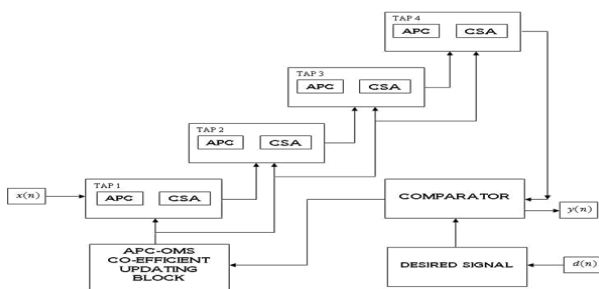 TAP 4
APC CSA
TAP 3
APC CSA
TAP 2
APC CSA
TAP 1
APC CSA
x(n)
COMPARATOR
y(n)
APC-OMS
CO-EFFICIENT
UPDATING
BLOCK
DESIRED SIGNAL
d(n)